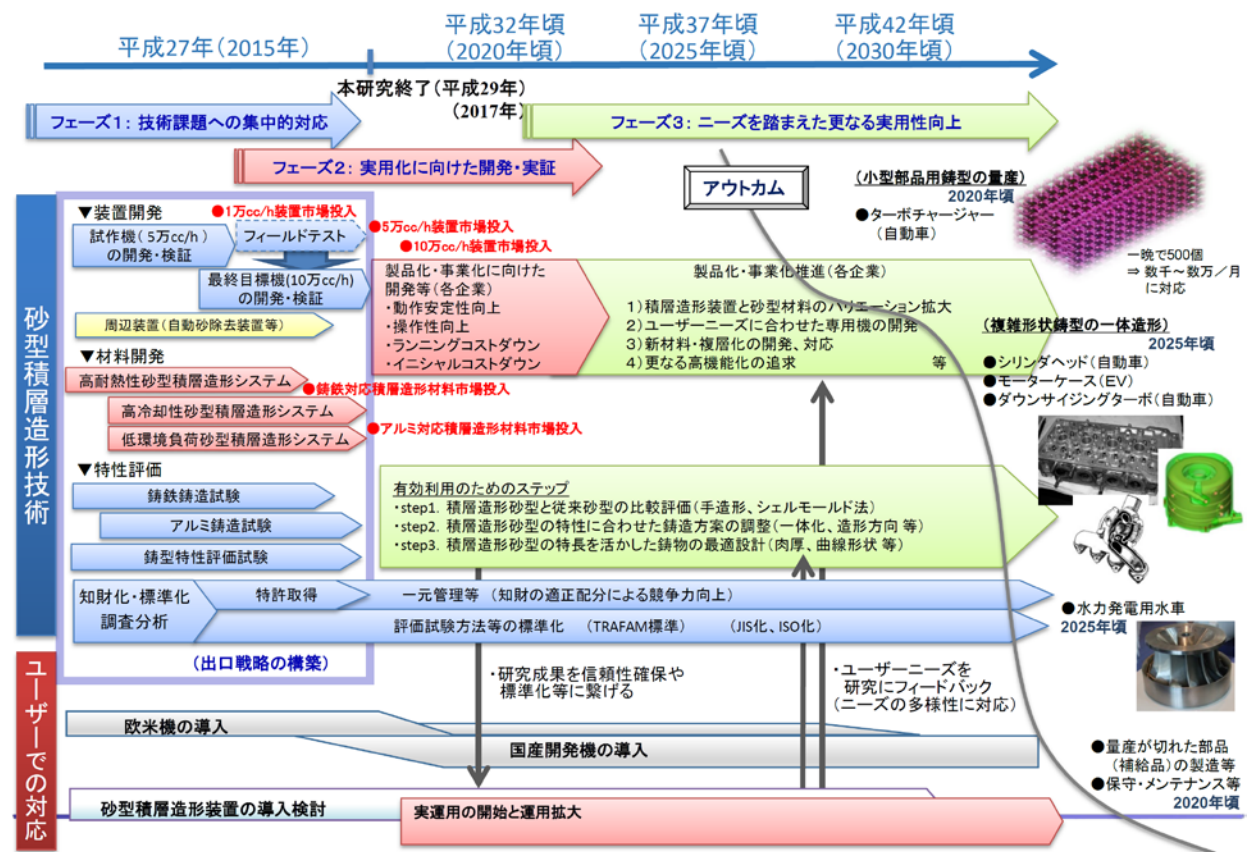 平成27年（2015年）
平成32年頃
（2020年頃）
平成37年頃
（2025年頃）
平成42年頃
（2030年頃）
本研究終了（平成29年）
（2017年）
フェーズ１：技術課題への集中的対応
フェーズ２：実用化に向けた開発・実証
フェーズ３：ニーズを踏まえた更なる実用性向上
アウトカム
砂型積層造形技術
▼装置開発
●1万cc/h装置市場投入
試作機（5万cc/h）
の開発・検証
フィールドテスト
●5万cc/h装置市場投入
●10万cc/h装置市場投入
最終目標機(10万cc/h)
の開発・検証
周辺装置（自動砂除去装置等）
製品化・事業化に向けた
開発等（各企業）
・動作安定性向上
・操作性向上
・ランニングコストダウン
・イニシャルコストダウン
製品化・事業化推進（各企業）
１）積層造形装置と砂型材料のバリエーション拡大
２）ユーザーニーズに合わせた専用機の開発
３）新材料・複層化の開発、対応
４）更なる高機能化の追求　等
▼材料開発
高耐熱性砂型積層造形システム
●鋳鉄対応積層造形材料市場投入
高冷却性砂型積層造形システム
低環境負荷砂型積層造形システム
●アルミ対応積層造形材料市場投入
▼特性評価
鋳鉄鋳造試験
アルミ鋳造試験
鋳型特性評価試験
有効利用のためのステップ
・step1. 積層造形砂型と従来砂型の比較評価（手造形、シェルモールド法）
・step2. 積層造形砂型の特性に合わせた鋳造方案の調整（一体化、造形方向 等）
・step3. 積層造形砂型の特長を活かした鋳物の最適設計（肉厚、曲線形状 等）
知財化・標準化
調査分析
特許取得
一元管理等 （知財の適正配分による競争力向上）
評価試験方法等の標準化 （TRAFAM標準） （JIS化、ISO化）
（出口戦略の構築）
・研究成果を信頼性確保や
標準化等に繋げる
・ユーザーニーズを
研究にフィードバック
（ニーズの多様性に対応）
ユーザーでの対応
欧米機の導入
国産開発機の導入
砂型積層造形装置の導入検討
実運用の開始と運用拡大
（小型部品用鋳型の量産）
2020年頃
●ターボチャージャー
（自動車）
一晩で500個
⇒ 数千～数万／月
に対応
（複雑形状鋳型の一体造形）
2025年頃
●シリンダヘッド（自動車）
●モーターケース（EV）
●ダウンサイジングターボ（自動車）
●水力発電用水車
2025年頃
●量産が切れた部品
（補給品）の製造等
●保守・メンテナンス等
2020年頃